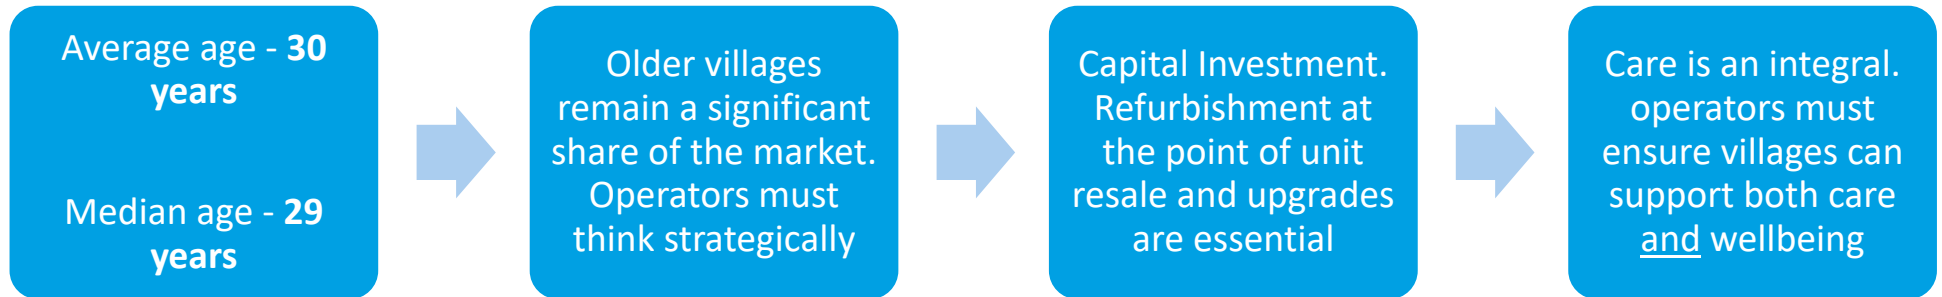 Average age - 30
years
Median age - 29
years
Older villages
remain a significant
share of the market.
Operators must
think strategically
Capital Investment.
Refurbishment at
the point of unit
resale and upgrades
are essential
Care is an integral.
operators must
ensure villages can
support both care
and wellbeing